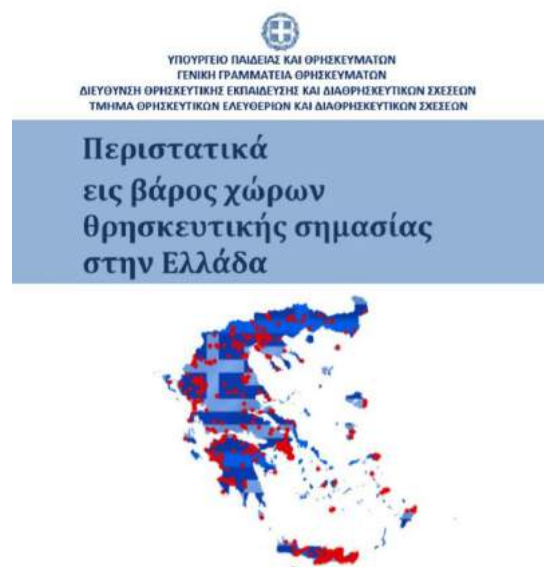 ΥΠΟΥΡΓΕΙΟ ΠΑΙΔΕΙΑΣ ΚΑΙ ΘΡΗΣΚΕΥΜΑΤΩΝ
ΓΕΝΙΚΗ ΓΡΑΜΜΑΤΕΙΑ ΘΡΗΣΚΕΥΜΑΤΩΝ
ΔΙΕΥΘΥΝΣΗ ΘΡΗΣΚΕΥΤΙΚΗΣ ΕΚΠΑΙΔΕΥΣΗΣ ΚΑΙ ΔΙΑΘΡΗΣΚΕΥΤΙΚΩΝ ΣΧΕΣΕΩΝ
ΤΜΗΜΑ ΘΡΗΣΚΕΥΤΙΚΩΝ ΕΛΕΥΘΕΡΙΩΝ ΚΑΙ ΔΙΑΘΡΗΣΚΕΥΤΙΚΩΝ ΣΧΕΣΕΩΝ
Περιστατικά
εις βάρος χώρων
θρησκευτικής σημασίας
στην Ελλάδα